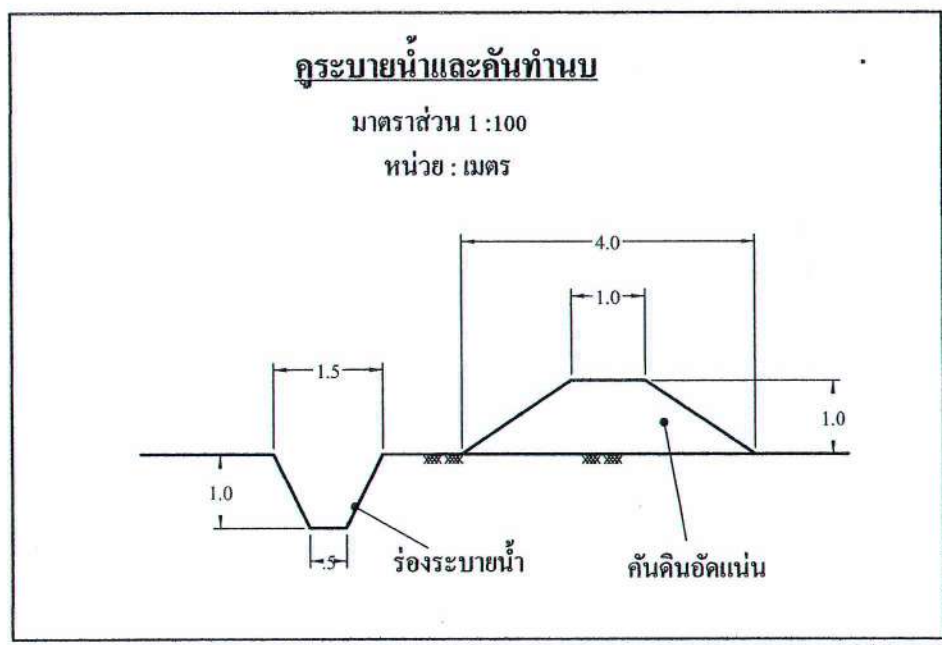 คูระบายน้ำและคันทำนบ
มาตราส่วน 1 :100
หน่วย : เมตร
4.0
1.0
1.5
1.0
1.0
.5
ร่องระบายน้ำ
คันดินอัดแน่น